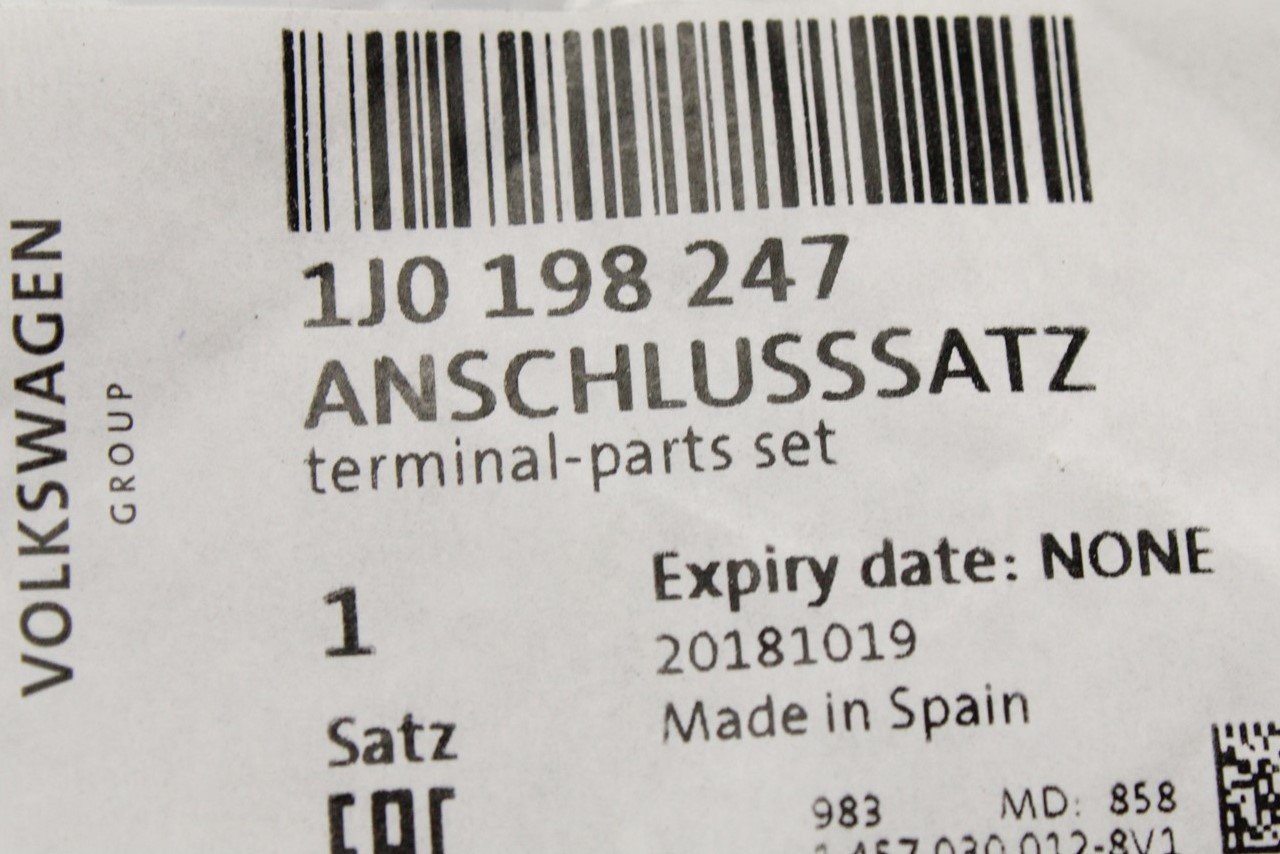 VOLKSWAGEN
GROUP
1J0 198 247
ANSCHLUSSSATZ
terminal-parts set
1
Satz
Expiry date: NONE
20181019
Made in Spain
EAC
983 MD: 858